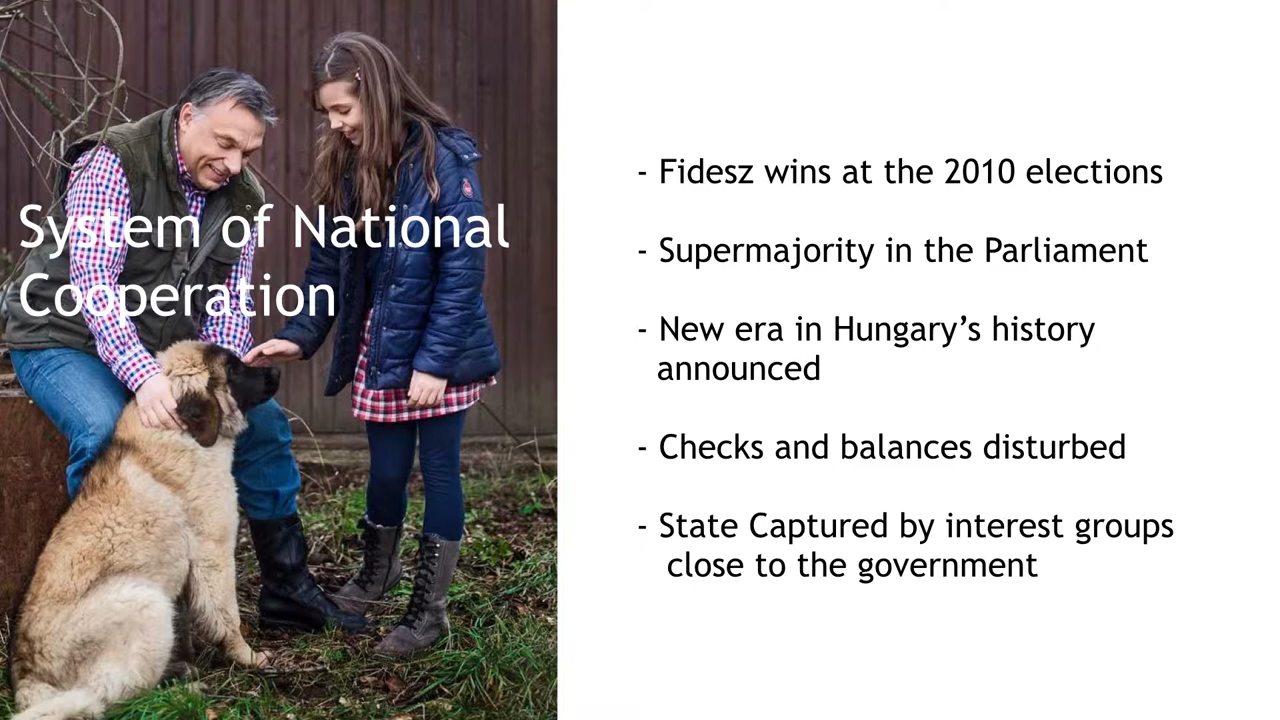 System of National
Cooperation
- Fidesz wins at the 2010 elections
- Supermajority in the Parliament
- New era in Hungary’s history
announced
- Checks and balances disturbed
- State Captured by interest groups
close to the government